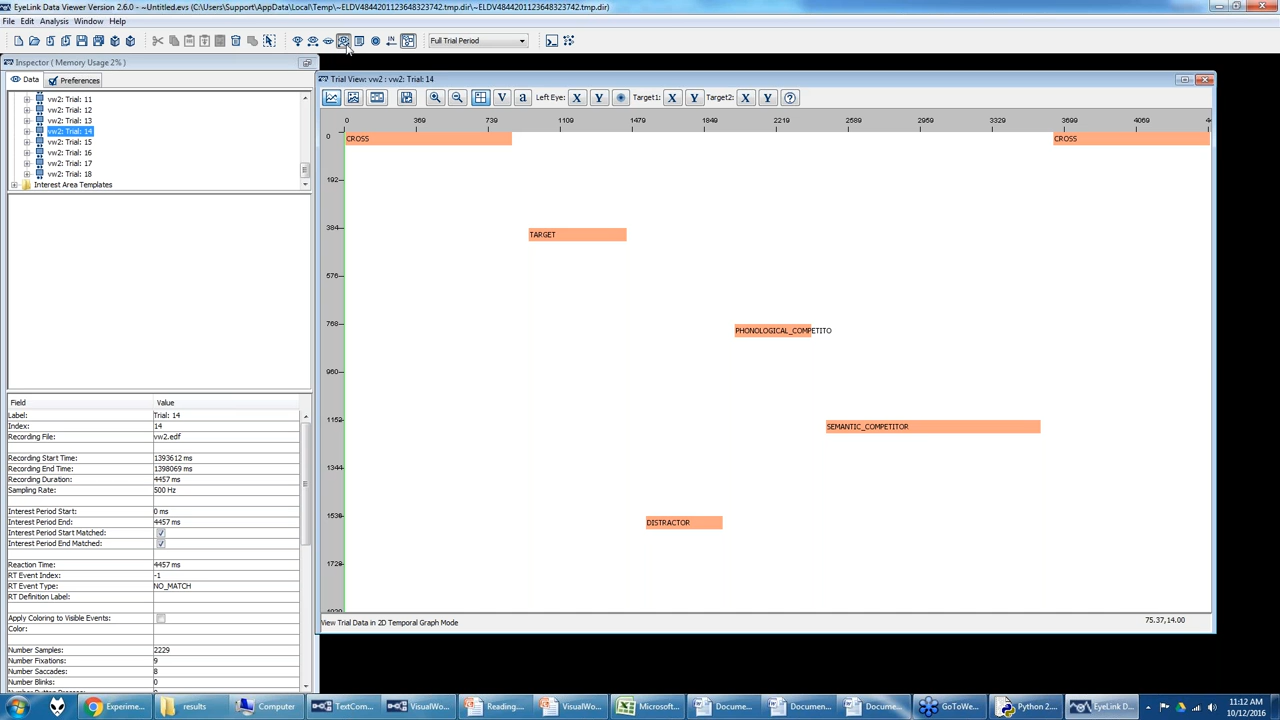 EyeLink Data Viewer Version 2.6.0 - ~Untitled.evs (C:\Users\Support\AppData\Local\Temp\~ELDV4844201123648323742.tmp.dir\~ELDV4844201123648323742.tmp.dir)
File Edit Analysis Viewer Window Help
IN Full Trial Period
Inspector ( Memory Usage 2% )
Data Preferences
vw2: Trial: 11
vw2: Trial: 12
vw2: Trial: 13
vw2: Trial: 14
vw2: Trial: 15
vw2: Trial: 16
vw2: Trial: 17
vw2: Trial: 18
Interest Area Templates
Field Value
Label: Trial: 14
Index: 14
Recording File: vw2.edf
Recording Start Time: 1393612 ms
Recording End Time: 1398069 ms
Recording Duration: 4457 ms
Sampling Rate: 500 Hz
Interest Period Start: 0 ms
Interest Period End: 4457 ms
Interest Period Start Matched:
Interest Period End Matched:
Reaction Time: 4457 ms
RT Event Index: -1
RT Event Type: NO_MATCH
RT Definition Label:
Apply Coloring to Visible Events:
Color:
Number Samples: 2229
Number Fixations: 9
Number Saccades: 8
Number Blinks: 0
Trial View: vw2 : vw2: Trial: 14
V a Left Eye: X Y Target1: X Y Target2: X Y ?
0 369 739 1109 1479 1849 2219 2589 2959 3329 3699 4069
0
192
384
576
768
960
1152
1344
1536
1728
CROSS CROSS
TARGET
PHONOLOGICAL_COMPETITO
SEMANTIC_COMPETITOR
DISTRACTOR
View Trial Data in 2D Temporal Graph Mode 75.37,14.00
Experime... results Computer TextCom... VisualWo... Reading.... VisualWo... Microsoft... Docume... Documen... Docume... GoToWe... Python 2.... EyeLink D...
11:12 AM
10/12/2016